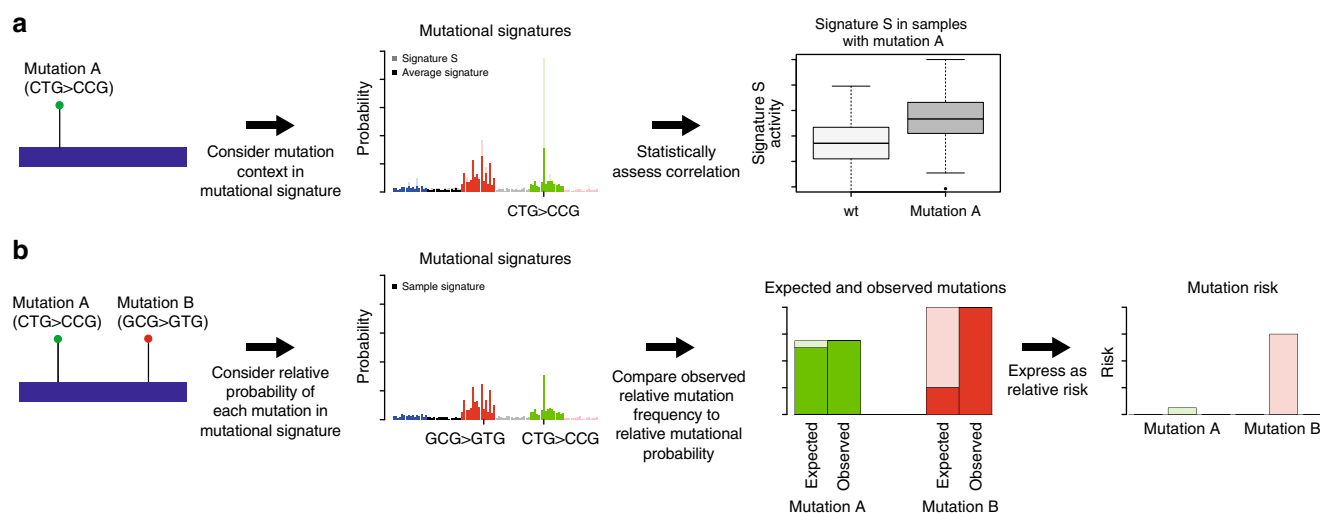 a
Mutation A
(CTG>CCG)
Consider mutation
context in
mutational signature
Mutational signatures
Signature S
Average signature
Probability
CTG>CCG
Statistically
assess correlation
Signature S in samples
with mutation A
Signature S
activity
wt
Mutation A
b
Mutation A
(CTG>CCG)
Mutation B
(GCG>GTG)
Consider relative
probability of
each mutation in
mutational signature
Mutational signatures
Sample signature
Probability
GCG>GTG
CTG>CCG
Compare observed
relative mutation
frequency to
relative mutational
probability
Expected and observed mutations
Expected
Observed
Mutation A
Expected
Observed
Mutation B
Express as
relative risk
Mutation risk
Risk
Mutation A
Mutation B